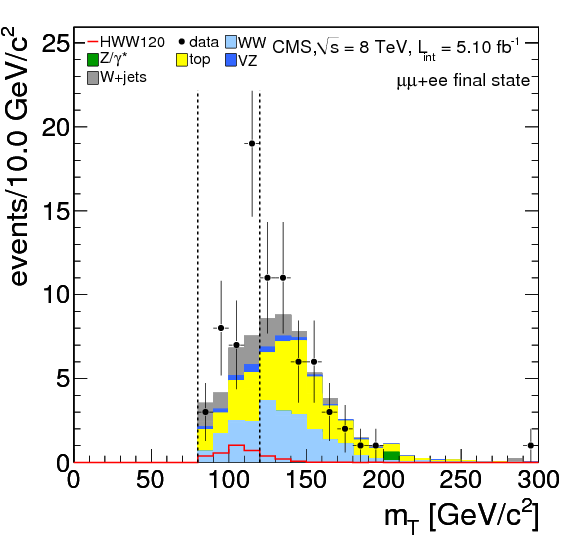 HWW120 data WW CMS,√s = 8 TeV, L_int = 5.10 fb⁻¹
Z/γ* top VZ
W+jets μμ+ee final state
events/10.0 GeV/c²
25
20
15
10
5
0
0 50 100 150 200 250 300
m_T [GeV/c²]